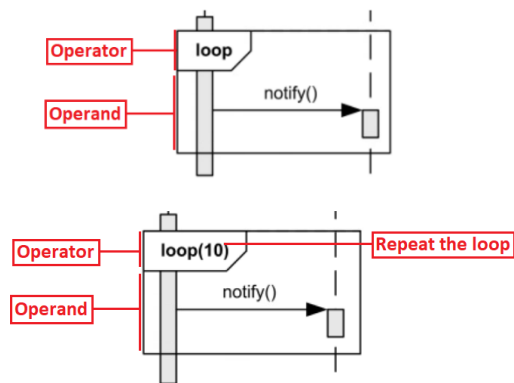 Operator
loop
notify()
Operand
Operator
loop(10)
Repeat the loop
notify()
Operand